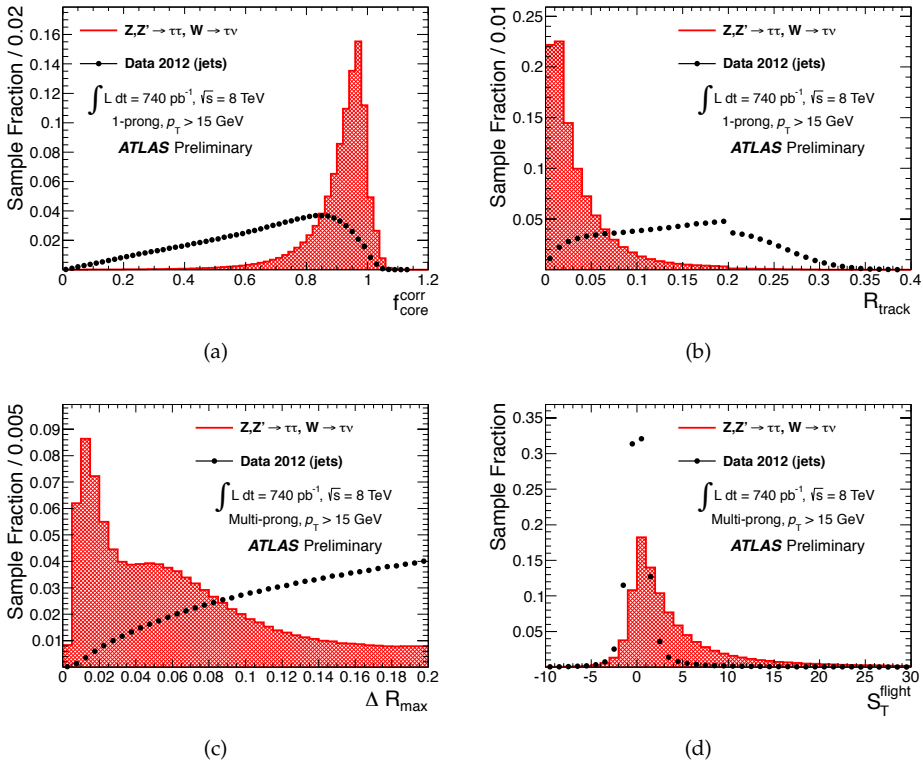 Sample Fraction / 0.02
0.16
0.14
0.12
0.10
0.08
0.06
0.04
0.02
Z,Z' → ττ, W → τν
Data 2012 (jets)
∫ L dt = 740 pb⁻¹, √s = 8 TeV
1-prong, p_T > 15 GeV
ATLAS Preliminary
0 0.2 0.4 0.6 0.8 1 1.2
f_core^corr
(a)
Sample Fraction / 0.01
0.25
0.20
0.15
0.10
0.05
Z,Z' → ττ, W → τν
Data 2012 (jets)
∫ L dt = 740 pb⁻¹, √s = 8 TeV
1-prong, p_T > 15 GeV
ATLAS Preliminary
0 0.05 0.1 0.15 0.2 0.25 0.3 0.35 0.4
R_track
(b)
Sample Fraction / 0.005
0.09
0.08
0.07
0.06
0.05
0.04
0.03
0.02
0.01
Z,Z' → ττ, W → τν
Data 2012 (jets)
∫ L dt = 740 pb⁻¹, √s = 8 TeV
Multi-prong, p_T > 15 GeV
ATLAS Preliminary
0 0.02 0.04 0.06 0.08 0.1 0.12 0.14 0.16 0.18 0.2
Δ R_max
(c)
Sample Fraction
0.35
0.30
0.25
0.20
0.15
0.10
0.05
Z,Z' → ττ, W → τν
Data 2012 (jets)
∫ L dt = 740 pb⁻¹, √s = 8 TeV
Multi-prong, p_T > 15 GeV
ATLAS Preliminary
-10 -5 0 5 10 15 20 25 30
S_T^flight
(d)